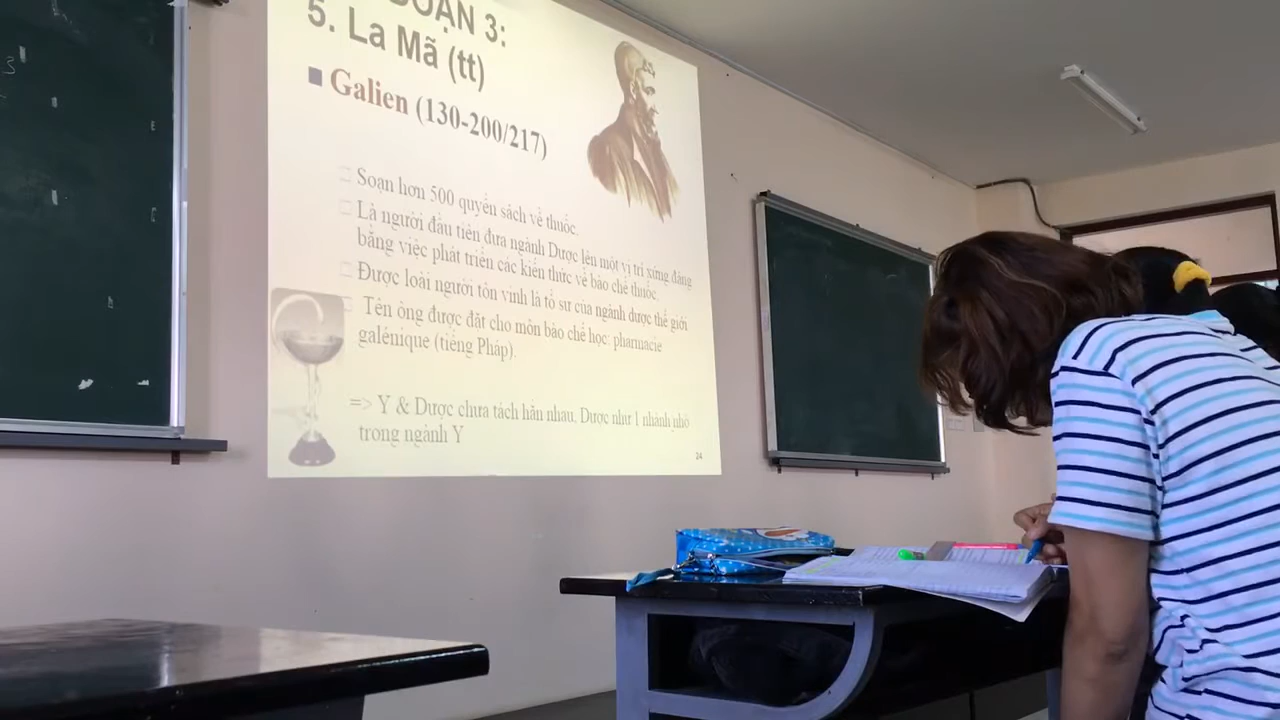 ĐOẠN 3:
5. La Mã (tt)
Galien (130-200/217)
Soạn hơn 500 quyển sách về thuốc.
Là người đầu tiên đưa ngành Dược lên một vị trí xứng đáng
bằng việc phát triển các kiến thức về bào chế thuốc.
Được loài người tôn vinh là tổ sư của ngành dược thế giới
Tên ông được đặt cho môn bào chế học: pharmacie
galénique (tiếng Pháp).
=> Y & Dược chưa tách hẳn nhau. Dược như 1 nhánh nhỏ
trong ngành Y
24